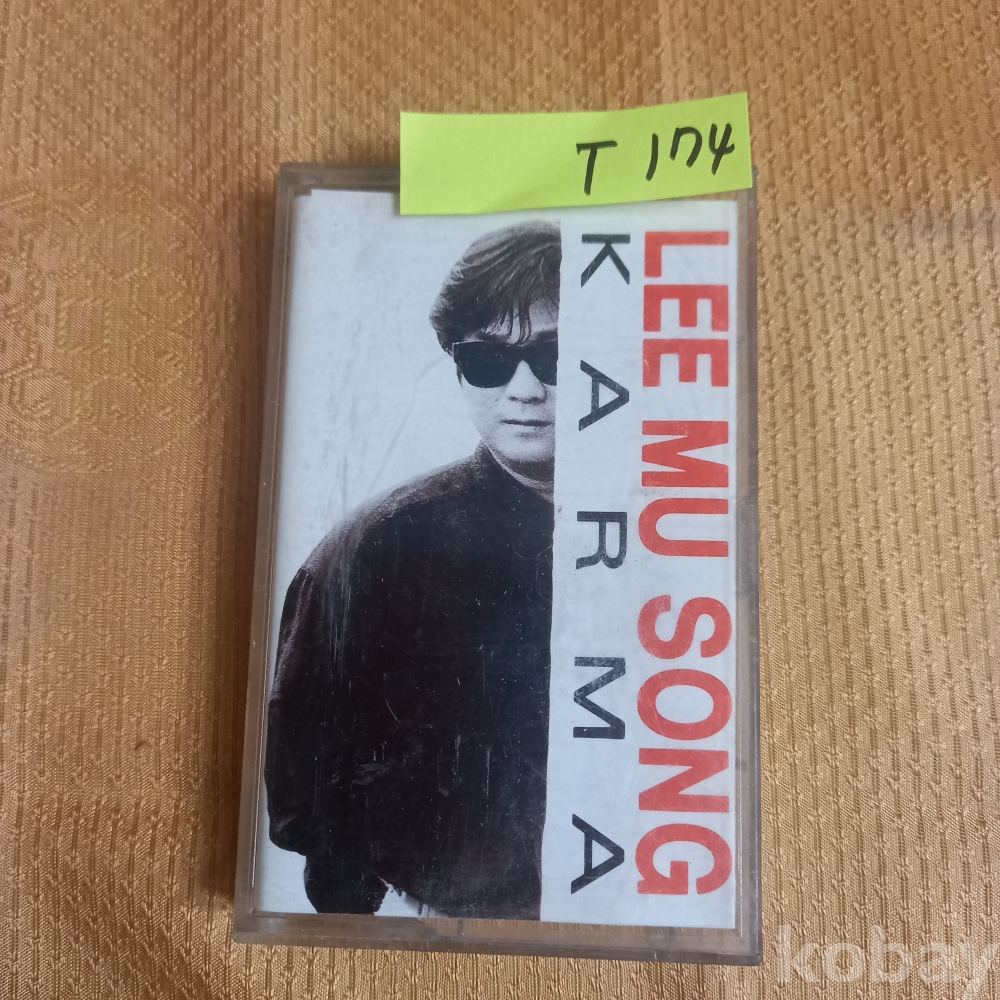 T 174
LEE MU SONG
KARMA
kobay